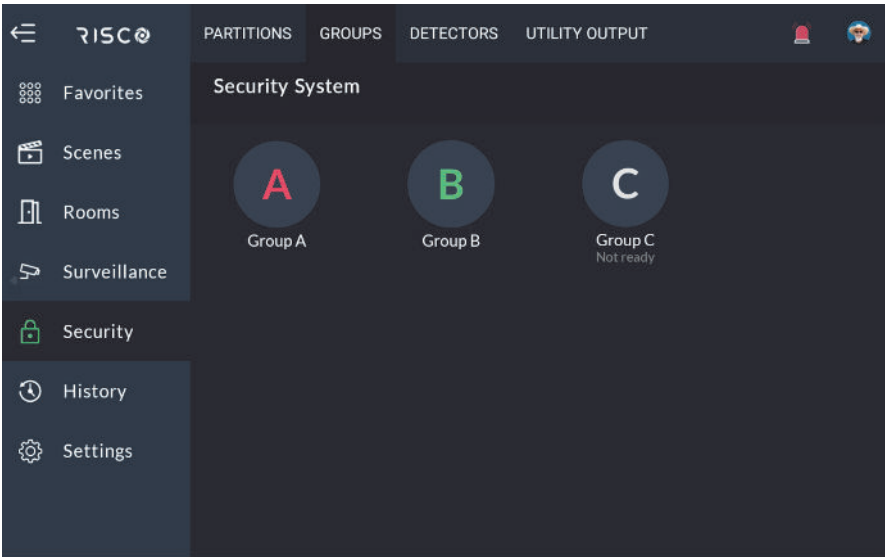 RISCO
PARTITIONS GROUPS DETECTORS UTILITY OUTPUT
Favorites
Scenes
Rooms
Surveillance
Security
History
Settings
Security System
A
Group A
B
Group B
C
Group C
Not ready